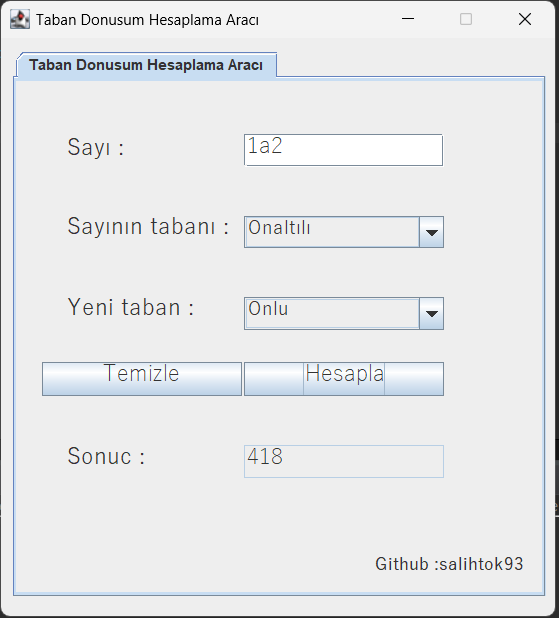 Taban Donusum Hesaplama Aracı
Taban Donusum Hesaplama Aracı
Sayı : 1a2
Sayının tabanı : Onaltılı
Yeni taban : Onlu
Temizle Hesapla
Sonuc : 418
Github :salihtok93